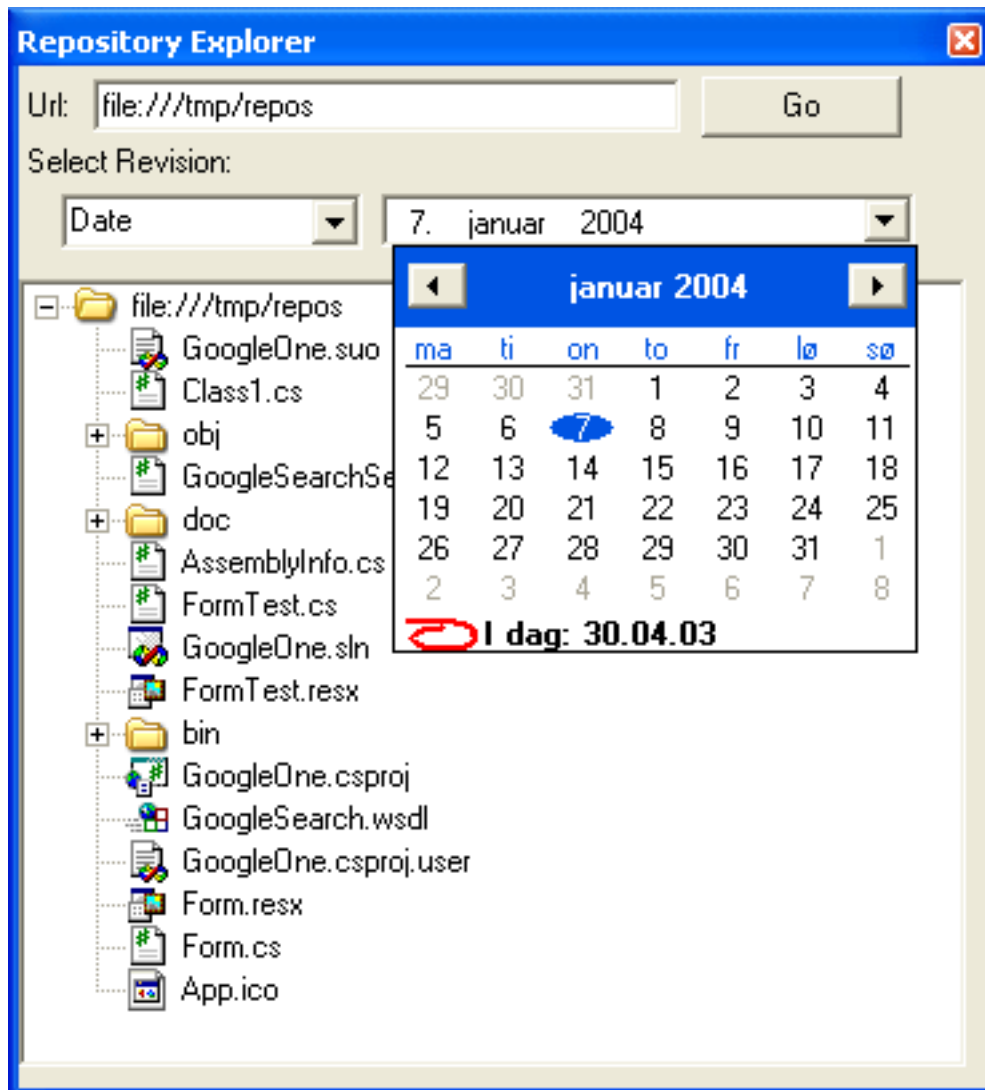 Repository Explorer
Url: file:///tmp/repos Go
Select Revision:
Date 7. januar 2004
januar 2004
ma ti on to fr lø sø
29 30 31 1 2 3 4
5 6 7 8 9 10 11
12 13 14 15 16 17 18
19 20 21 22 23 24 25
26 27 28 29 30 31 1
2 3 4 5 6 7 8
I dag: 30.04.03
file:///tmp/repos
GoogleOne.suo
Class1.cs
obj
GoogleSearchSe
doc
AssemblyInfo.cs
FormTest.cs
GoogleOne.sln
FormTest.resx
bin
GoogleOne.csproj
GoogleSearch.wsdl
GoogleOne.csproj.user
Form.resx
Form.cs
App.ico